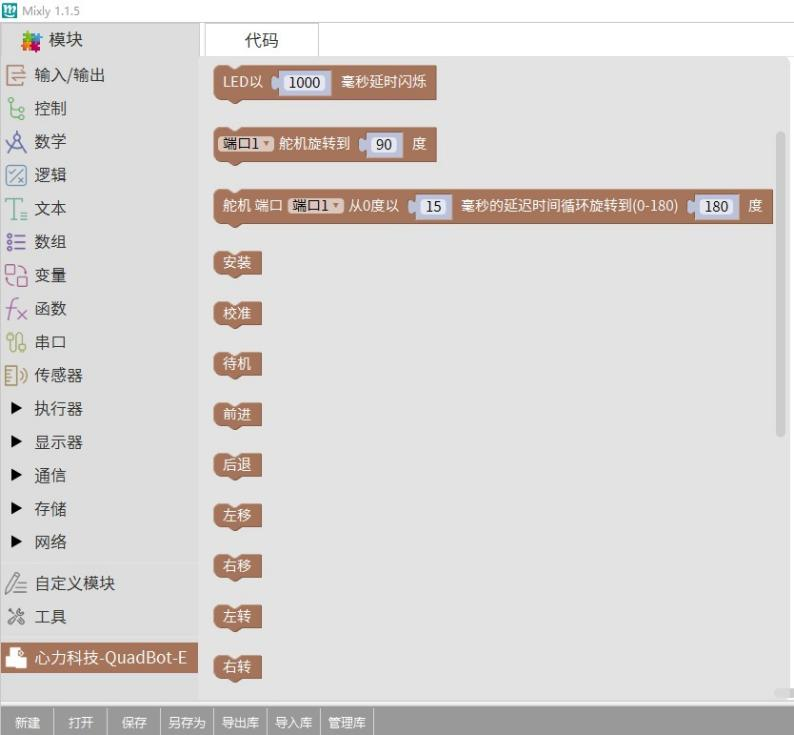 Mixly 1.1.5
模块
代码
输入/输出
控制
数学
逻辑
文本
数组
变量
函数
串口
传感器
执行器
显示器
通信
存储
网络
自定义模块
工具
心力科技-QuadBot-E
LED以 1000 毫秒延时闪烁
端口1 舵机旋转到 90 度
舵机 端口 端口1 从0度以 15 毫秒的延迟时间循环旋转到(0-180) 180 度
安装
校准
待机
前进
后退
左移
右移
左转
右转
新建 打开 保存 另存为 导出库 导入库 管理库